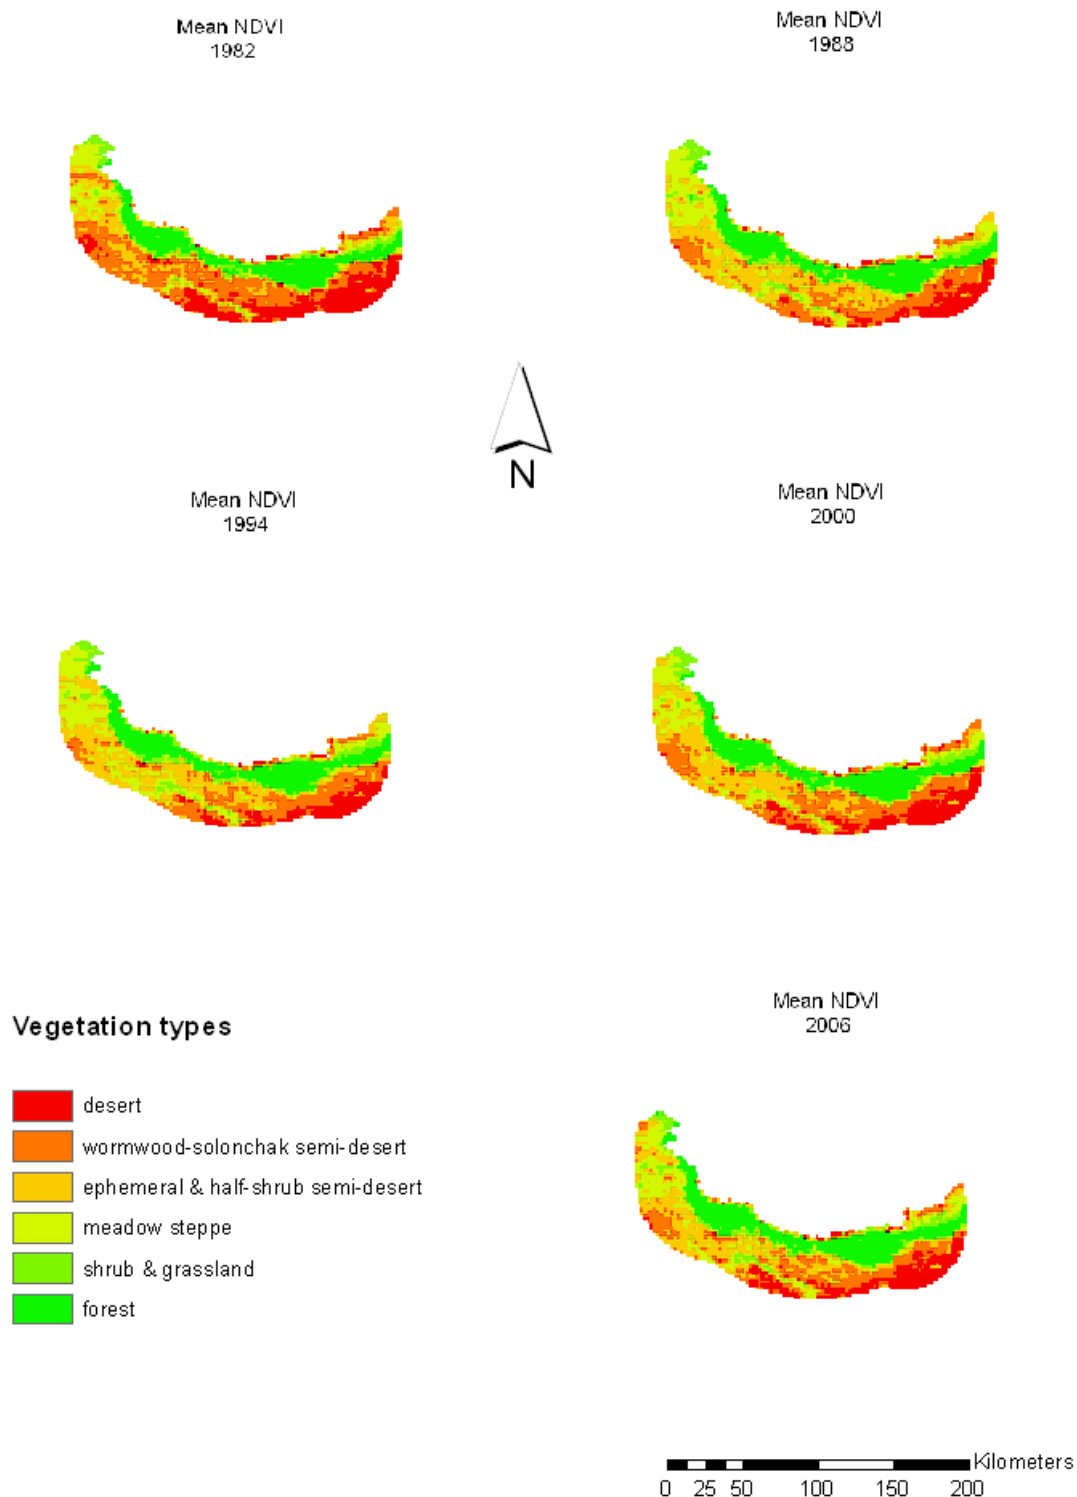 Mean NDVI
1982
Mean NDVI
1988
N
Mean NDVI
1994
Mean NDVI
2000
Mean NDVI
2006
Vegetation types
desert
wormwood-solonchak semi-desert
ephemeral & half-shrub semi-desert
meadow steppe
shrub & grassland
forest
Kilometers
0 25 50 100 150 200